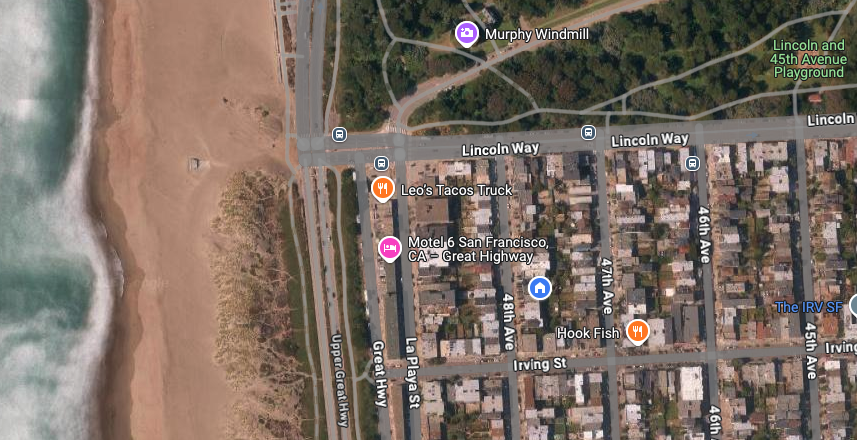 Murphy Windmill
Lincoln and
45th Avenue
Playground
Lincoln
Lincoln Way
Lincoln Way
Leo's Tacos Truck
46th Ave
Motel 6 San Francisco,
CA - Great Highway
47th Ave
48th Ave
The IRV SF
Hook Fish
Upper Great Hwy
Great Hwy
La Playa St
Irving St
45th Ave
Irving
46th